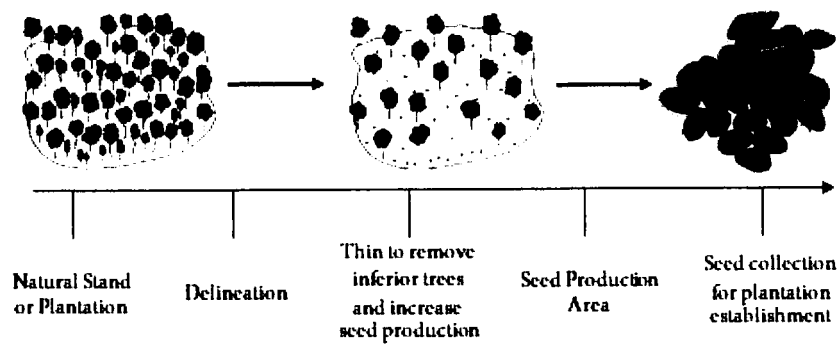 Natural Stand
or Plantation
Delineation
Thin to remove
inferior trees
and increase
seed production
Seed Production
Area
Seed collection
for plantation
establishment